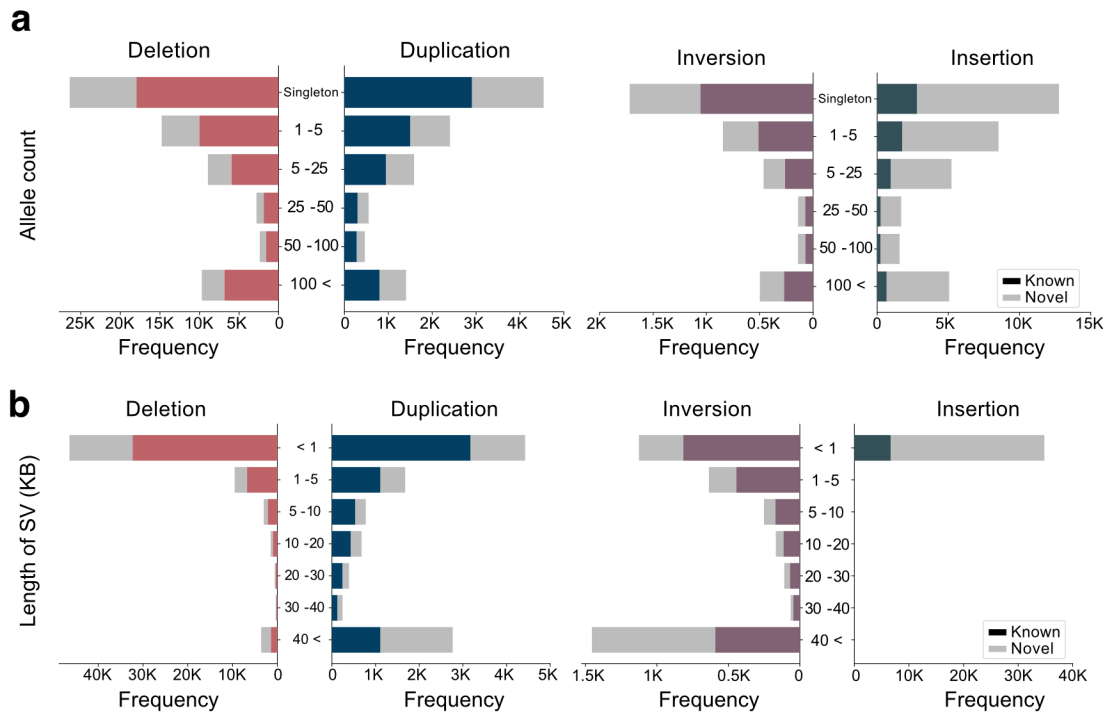 a
Deletion
Duplication
Inversion
Insertion
Allele count
Singleton
1 -5
5 -25
25 -50
50 -100
100 <
Singleton
1 -5
5 -25
25 -50
50 -100
100 <
Known
Novel
25K 20K 15K 10K 5K 0
0 1K 2K 3K 4K 5K
2K 1.5K 1K 0.5K 0
0 5K 10K 15K
Frequency
Frequency
Frequency
Frequency
b
Deletion
Duplication
Inversion
Insertion
Length of SV (KB)
< 1
1 -5
5 -10
10 -20
20 -30
30 -40
40 <
< 1
1 -5
5 -10
10 -20
20 -30
30 -40
40 <
Known
Novel
40K 30K 20K 10K 0
0 1K 2K 3K 4K 5K
1.5K 1K 0.5K 0
0 10K 20K 30K 40K
Frequency
Frequency
Frequency
Frequency